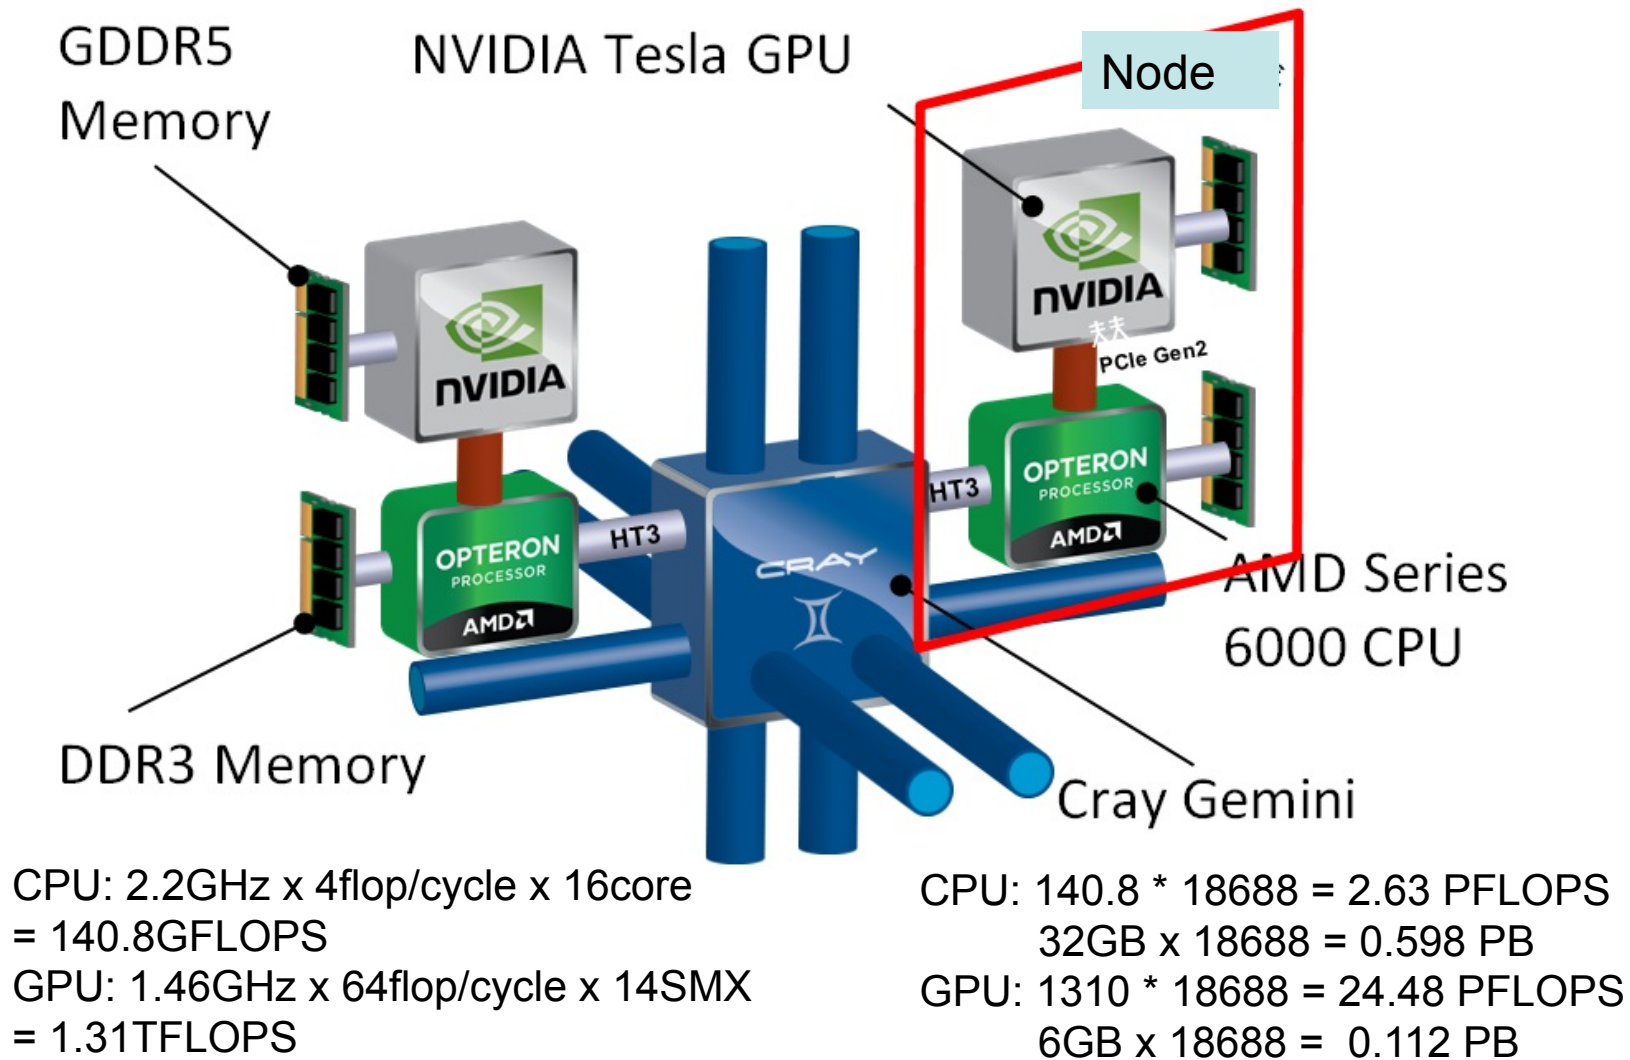 GDDR5
Memory
NVIDIA Tesla GPU
Node
NVIDIA
PCIe Gen2
NVIDIA
OPTERON
PROCESSOR
AMD
HT3
OPTERON
PROCESSOR
AMD
HT3
CRAY
AMD Series
6000 CPU
DDR3 Memory
Cray Gemini
CPU: 2.2GHz x 4flop/cycle x 16core
= 140.8GFLOPS
GPU: 1.46GHz x 64flop/cycle x 14SMX
= 1.31TFLOPS
CPU: 140.8 * 18688 = 2.63 PFLOPS
32GB x 18688 = 0.598 PB
GPU: 1310 * 18688 = 24.48 PFLOPS
6GB x 18688 = 0.112 PB